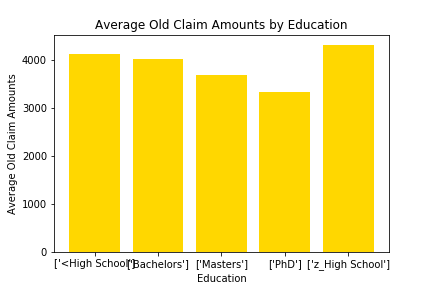 Average Old Claim Amounts by Education
Average Old Claim Amounts
4000
3000
2000
1000
0
['<High School']
['Bachelors']
['Masters']
['PhD']
['z_High School']
Education